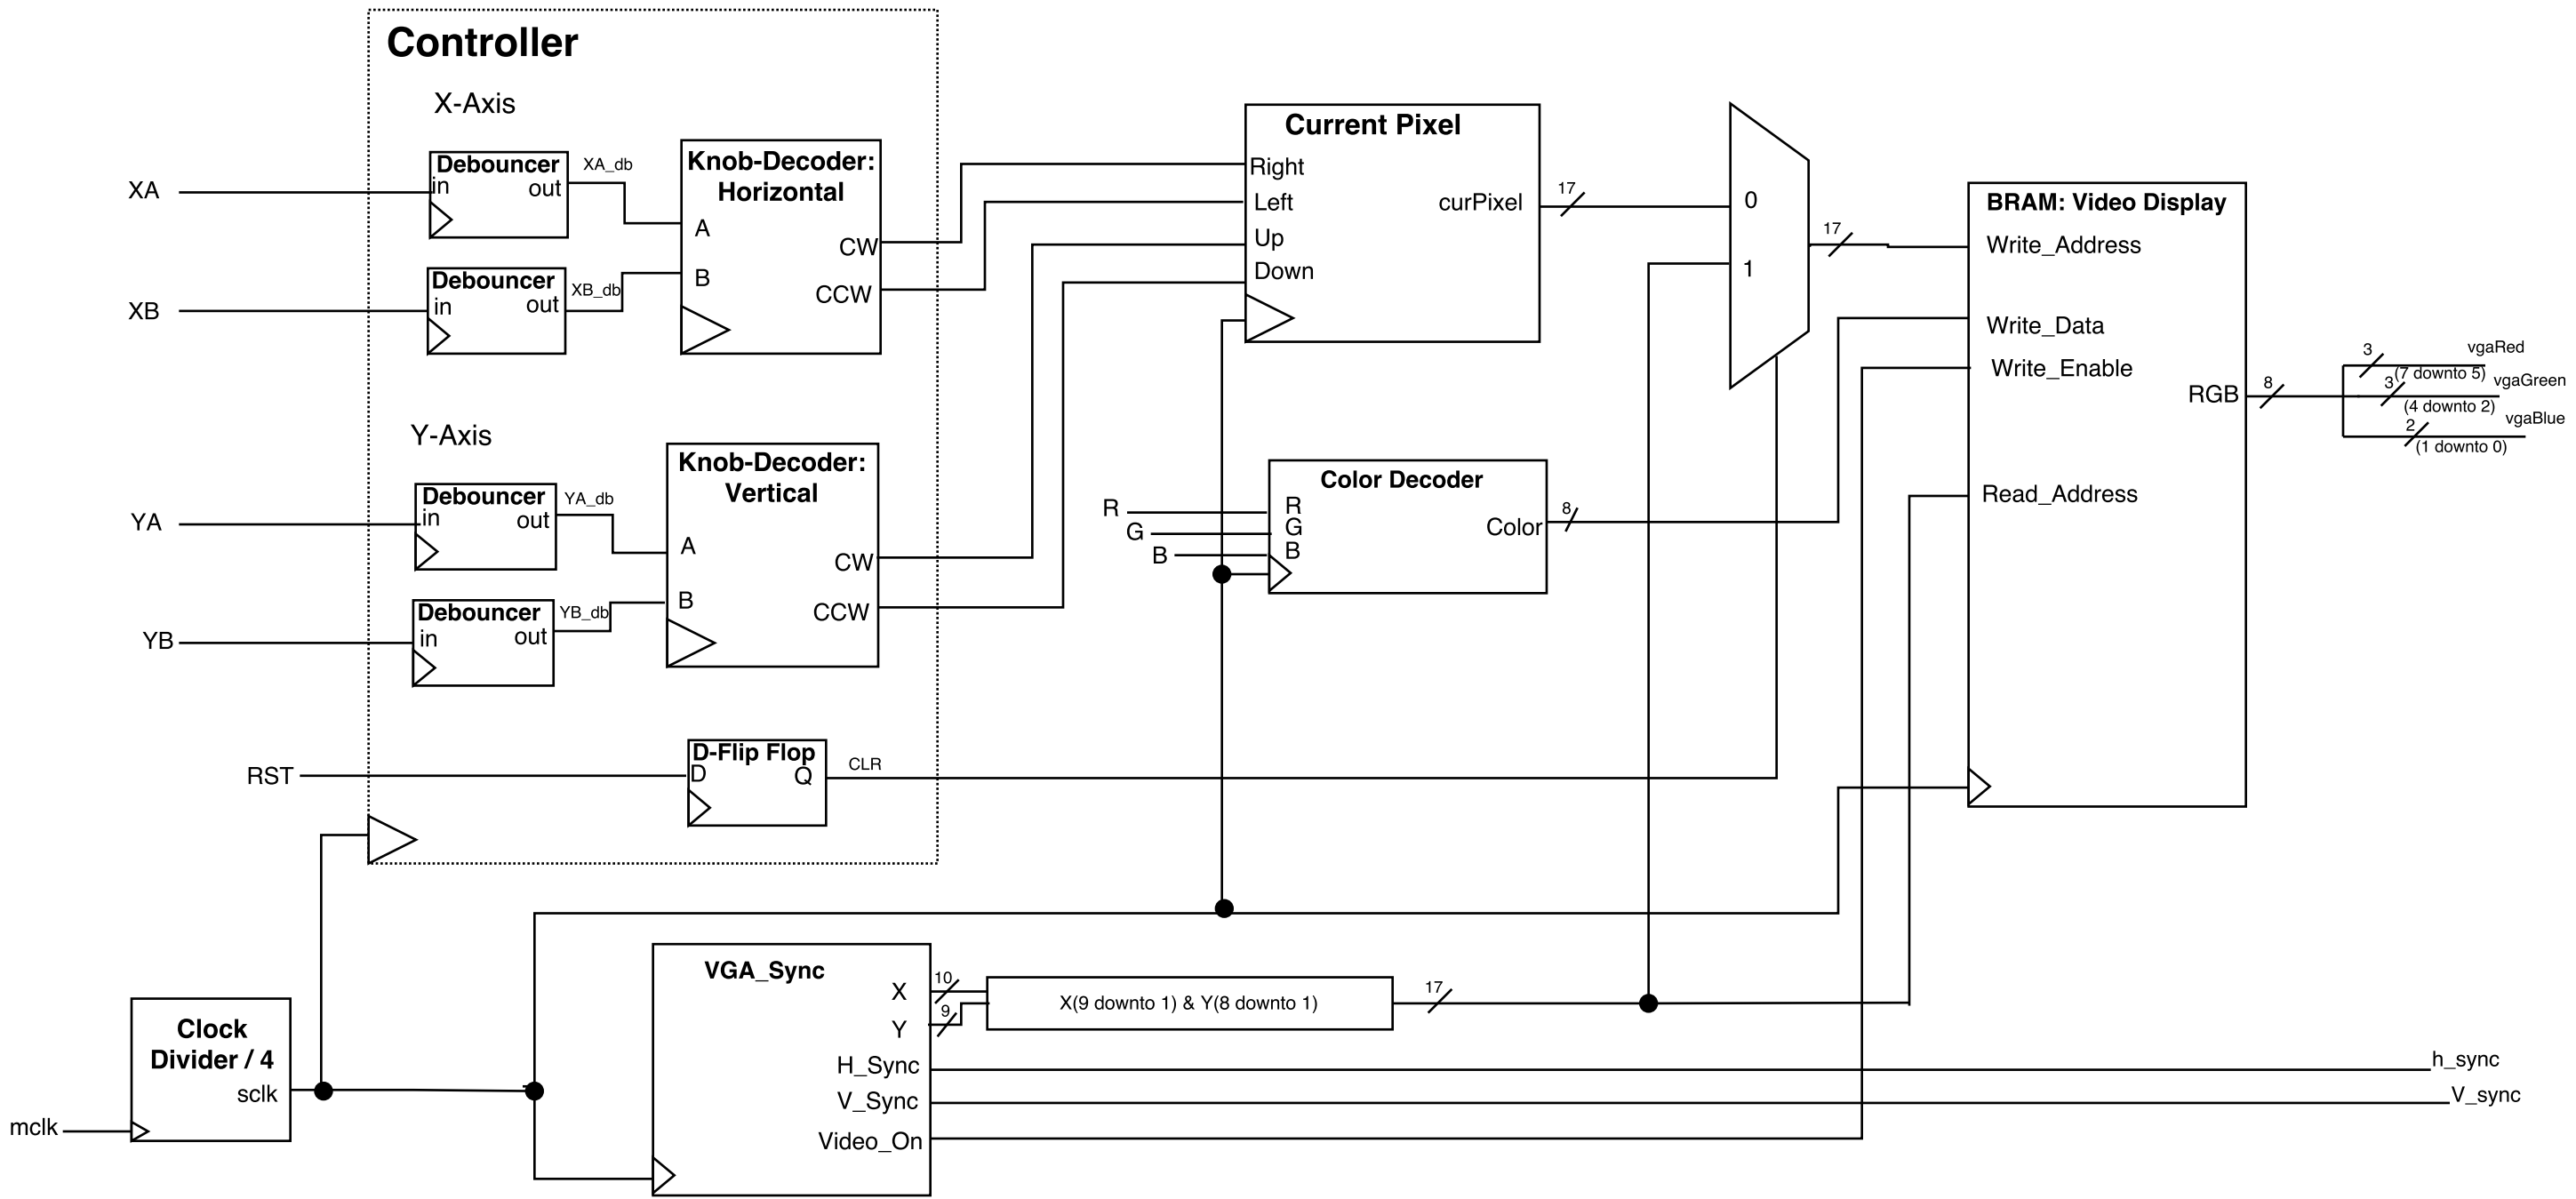 Controller
X-Axis
XA
Debouncer
in
out
XA_db
XB
Debouncer
in
out
XB_db
Knob-Decoder:
Horizontal
A
B
CW
CCW
Y-Axis
YA
Debouncer
in
out
YA_db
YB
Debouncer
in
out
YB_db
Knob-Decoder:
Vertical
A
B
CW
CCW
RST
D-Flip Flop
D
Q
CLR
Current Pixel
Right
Left
Up
Down
curPixel
17
0
1
17
R
G
B
Color Decoder
R
G
B
Color
8
BRAM: Video Display
Write_Address
Write_Data
Write_Enable
Read_Address
RGB
8
3
vgaRed
(7 downto 5)
3
vgaGreen
(4 downto 2)
2
vgaBlue
(1 downto 0)
mclk
Clock
Divider / 4
sclk
VGA_Sync
X
Y
H_Sync
V_Sync
Video_On
10
9
X(9 downto 1) & Y(8 downto 1)
17
h_sync
V_sync